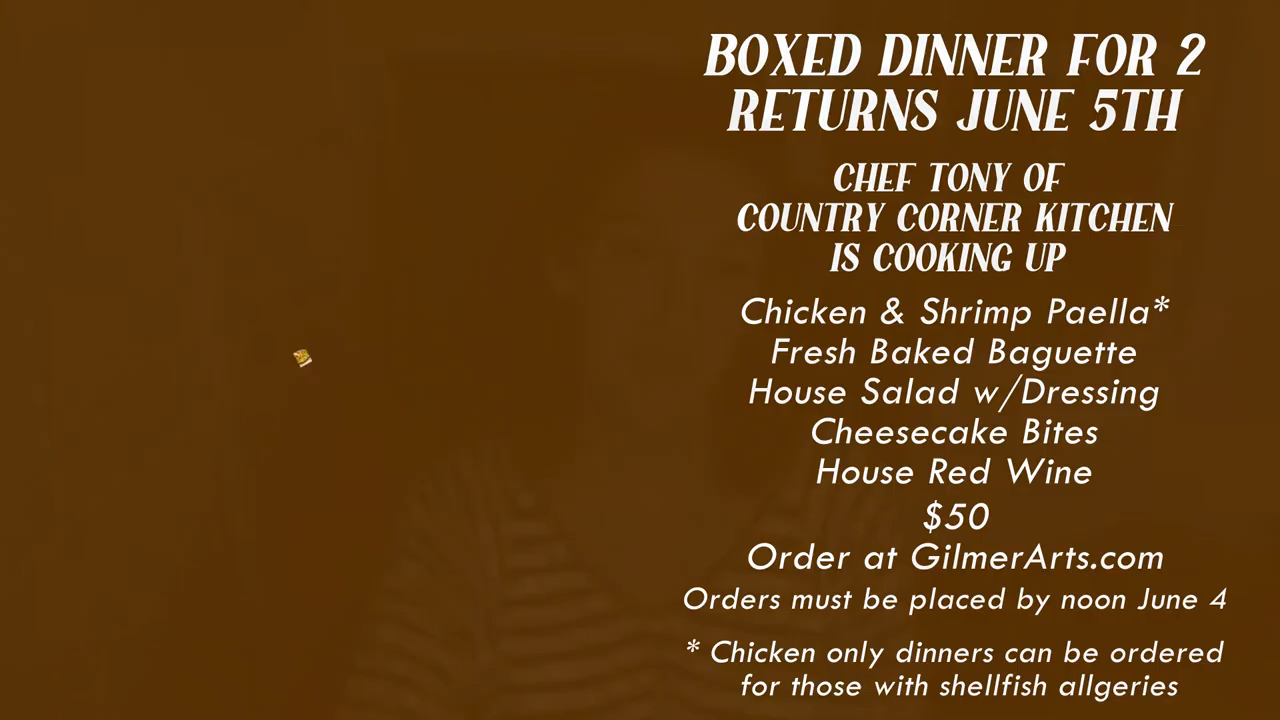 BOXED DINNER FOR 2
RETURNS JUNE 5TH
CHEF TONY OF
COUNTRY CORNER KITCHEN
IS COOKING UP
Chicken & Shrimp Paella*
Fresh Baked Baguette
House Salad w/Dressing
Cheesecake Bites
House Red Wine
$50
Order at GilmerArts.com
Orders must be placed by noon June 4
* Chicken only dinners can be ordered
for those with shellfish allgeries